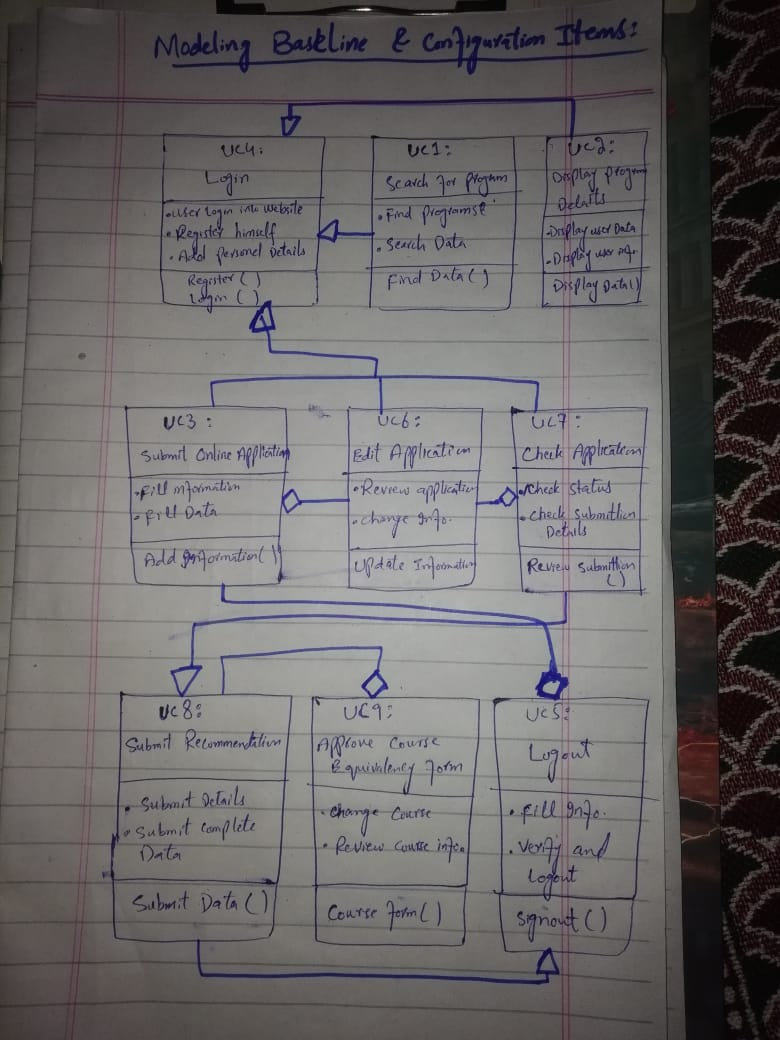 Modeling Baseline & Configuration Items:
UC4:
Login
• User login into website
• Register himself
• Add Personel Details
Register ( )
Login ( )
UC1:
Search for Program
• Find Programs
• Search Data
Find Data ( )
UC2:
Display program
Details
• Display user Data
• Display user info.
Display Data( )
UC3:
Submit Online Application
• Fill information
• Fill Data
Add Information( )
UC6:
Edit Application
• Review application
• Change Info.
Update Information
UC7:
Check Application
• Check Status
• Check Submittion
Details
Review Submittion
( )
UC8:
Submit Recommendation
• Submit Details
• Submit complete
Data
Submit Data ( )
UC9:
Approve Course
Equivalency Form
• Change Course
• Review Course info.
Course Form ( )
UC5:
Logout
• Fill Info.
• Verify and
Logout
Signout ( )